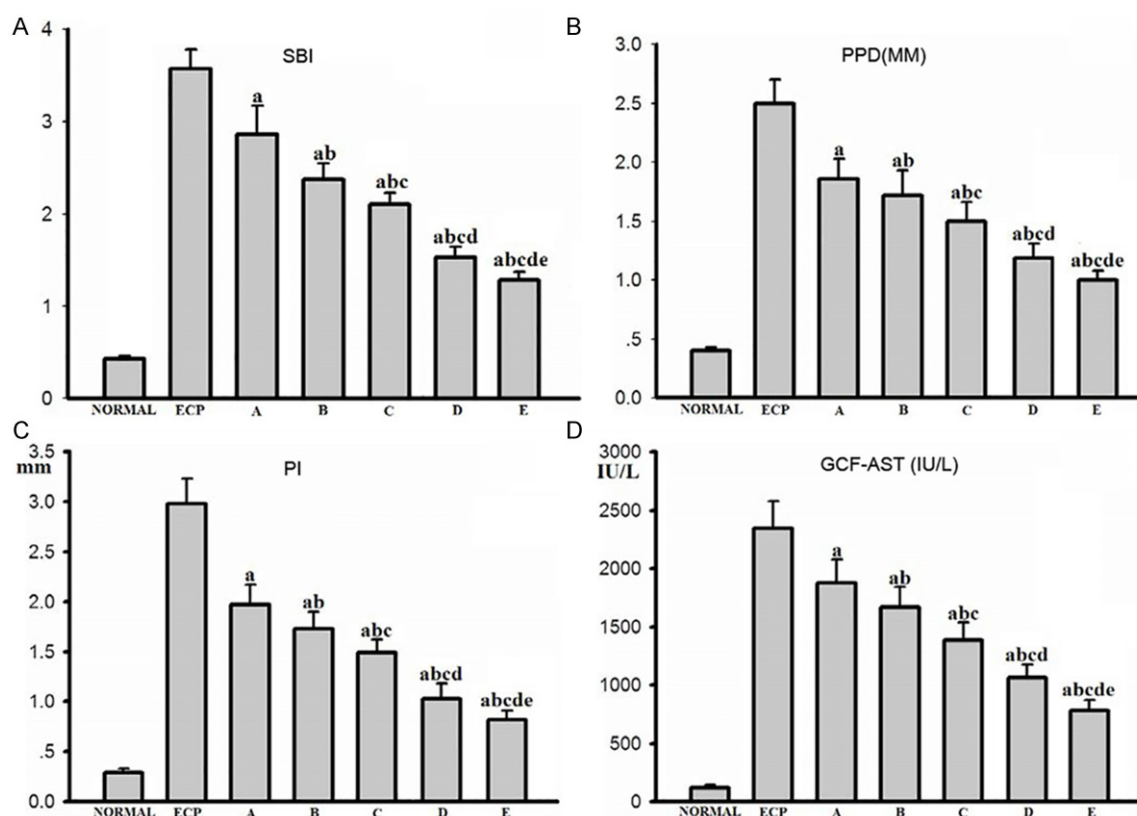 A
SBI
4
3
2
1
0
a
ab
abc
abcd
abcde
NORMAL ECP A B C D E
B
PPD(MM)
3.0
2.5
2.0
1.5
1.0
.5
0.0
a
ab
abc
abcd
abcde
NORMAL ECP A B C D E
C
PI
3.5
mm
3.0
2.5
2.0
1.5
1.0
.5
0.0
a
ab
abc
abcd
abcde
NORMAL ECP A B C D E
D
GCF-AST (IU/L)
3000
IU/L
2500
2000
1500
1000
500
0
a
ab
abc
abcd
abcde
NORMAL ECP A B C D E